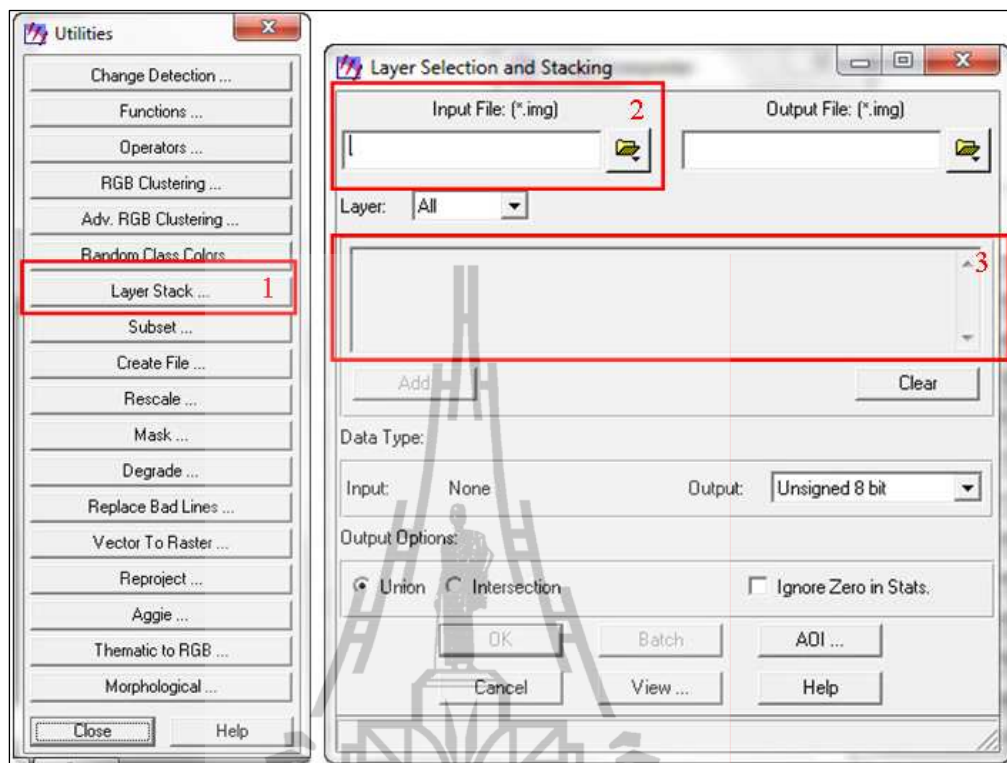 Utilities
Change Detection ...
Functions ...
Operators ...
RGB Clustering ...
Adv. RGB Clustering ...
Random Class Colors
Layer Stack ... 1
Subset ...
Create File ...
Rescale ...
Mask ...
Degrade ...
Replace Bad Lines ...
Vector To Raster ...
Reproject ...
Aggie ...
Thematic to RGB ...
Morphological ...
Close Help
Layer Selection and Stacking
Input File: (*.img) 2 Output File: (*.img)
Layer: All
3
Add Clear
Data Type:
Input: None Output: Unsigned 8 bit
Output Options:
Union Intersection Ignore Zero in Stats.
OK Batch AOI ...
Cancel View ... Help